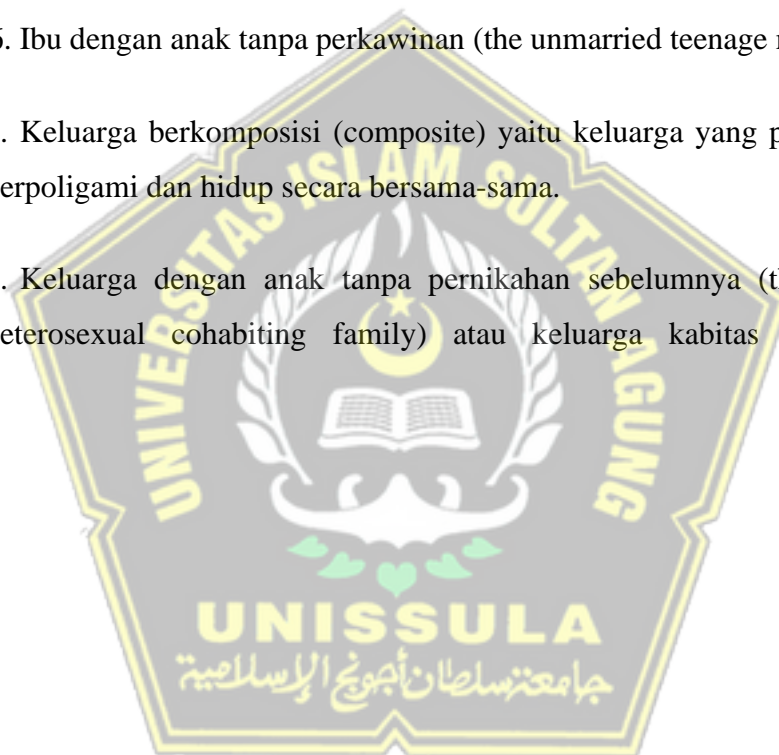 . Ibu dengan anak tanpa perkawinan (the unmarried teenage
. Keluarga berkomposisi (composite) yaitu keluarga yang
erpoligami dan hidup secara bersama-sama.
. Keluarga dengan anak tanpa pernikahan sebelumnya
eterosexual cohabiting family) atau keluarga kabitas
UNIVERSITAS ISLAM SULTAN AGUNG
UNISSULA
جامعة سلطان أجونج الإسلامية